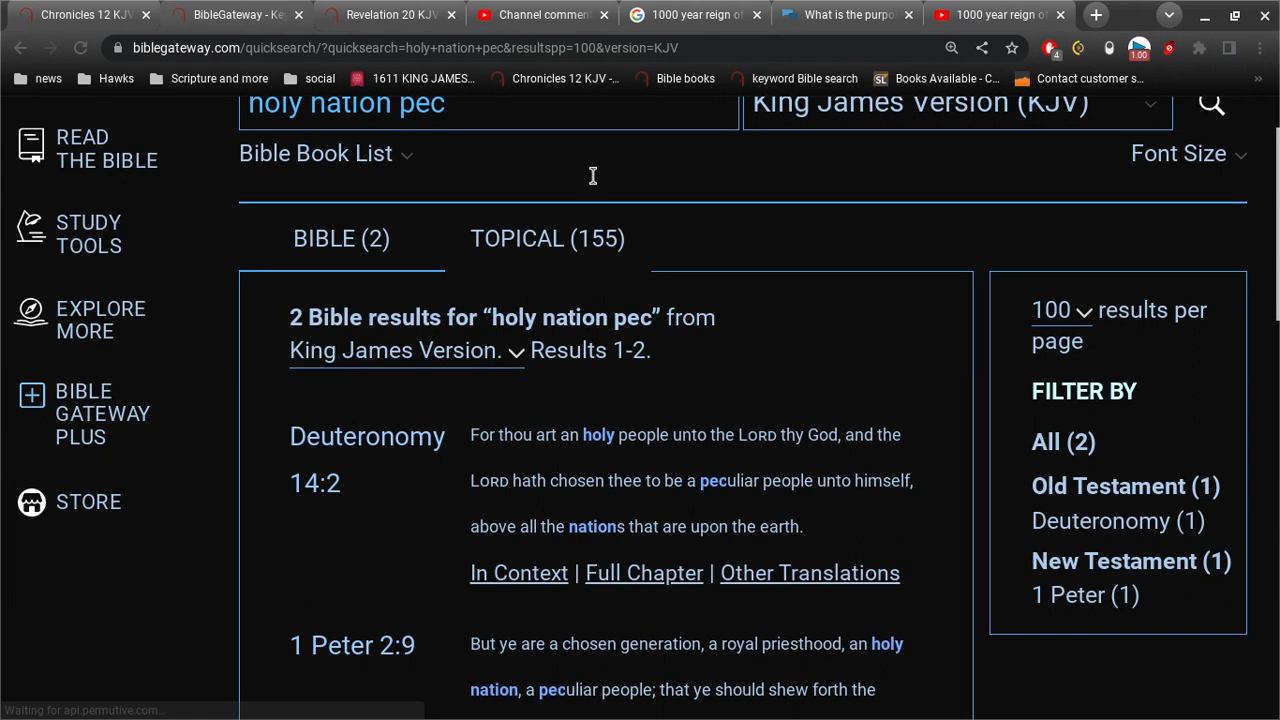 Chronicles 12 KJV
BibleGateway - Ke
Revelation 20 KJV
Channel comment
1000 year reign of
What is the purpo
1000 year reign of
biblegateway.com/quicksearch/?quicksearch=holy+nation+pec&resultspp=100&version=KJV
4
1.00
news
Hawks
Scripture and more
social
1611 KING JAMES...
Chronicles 12 KJV -...
Bible books
keyword Bible search
SL
Books Available - C...
Contact customer s...
»
holy nation pec
King James Version (KJV)
READ
THE BIBLE
Bible Book List
Font Size
STUDY
TOOLS
BIBLE (2)
TOPICAL (155)
EXPLORE
MORE
2 Bible results for “holy nation pec” from
King James Version. Results 1-2.
100 results per
page
BIBLE
GATEWAY
PLUS
FILTER BY
Deuteronomy
14:2
For thou art an holy people unto the LORD thy God, and the
LORD hath chosen thee to be a peculiar people unto himself,
above all the nations that are upon the earth.
All (2)
STORE
Old Testament (1)
Deuteronomy (1)
In Context | Full Chapter | Other Translations
New Testament (1)
1 Peter (1)
1 Peter 2:9
But ye are a chosen generation, a royal priesthood, an holy
nation, a peculiar people; that ye should shew forth the
Waiting for api.permutive.com...